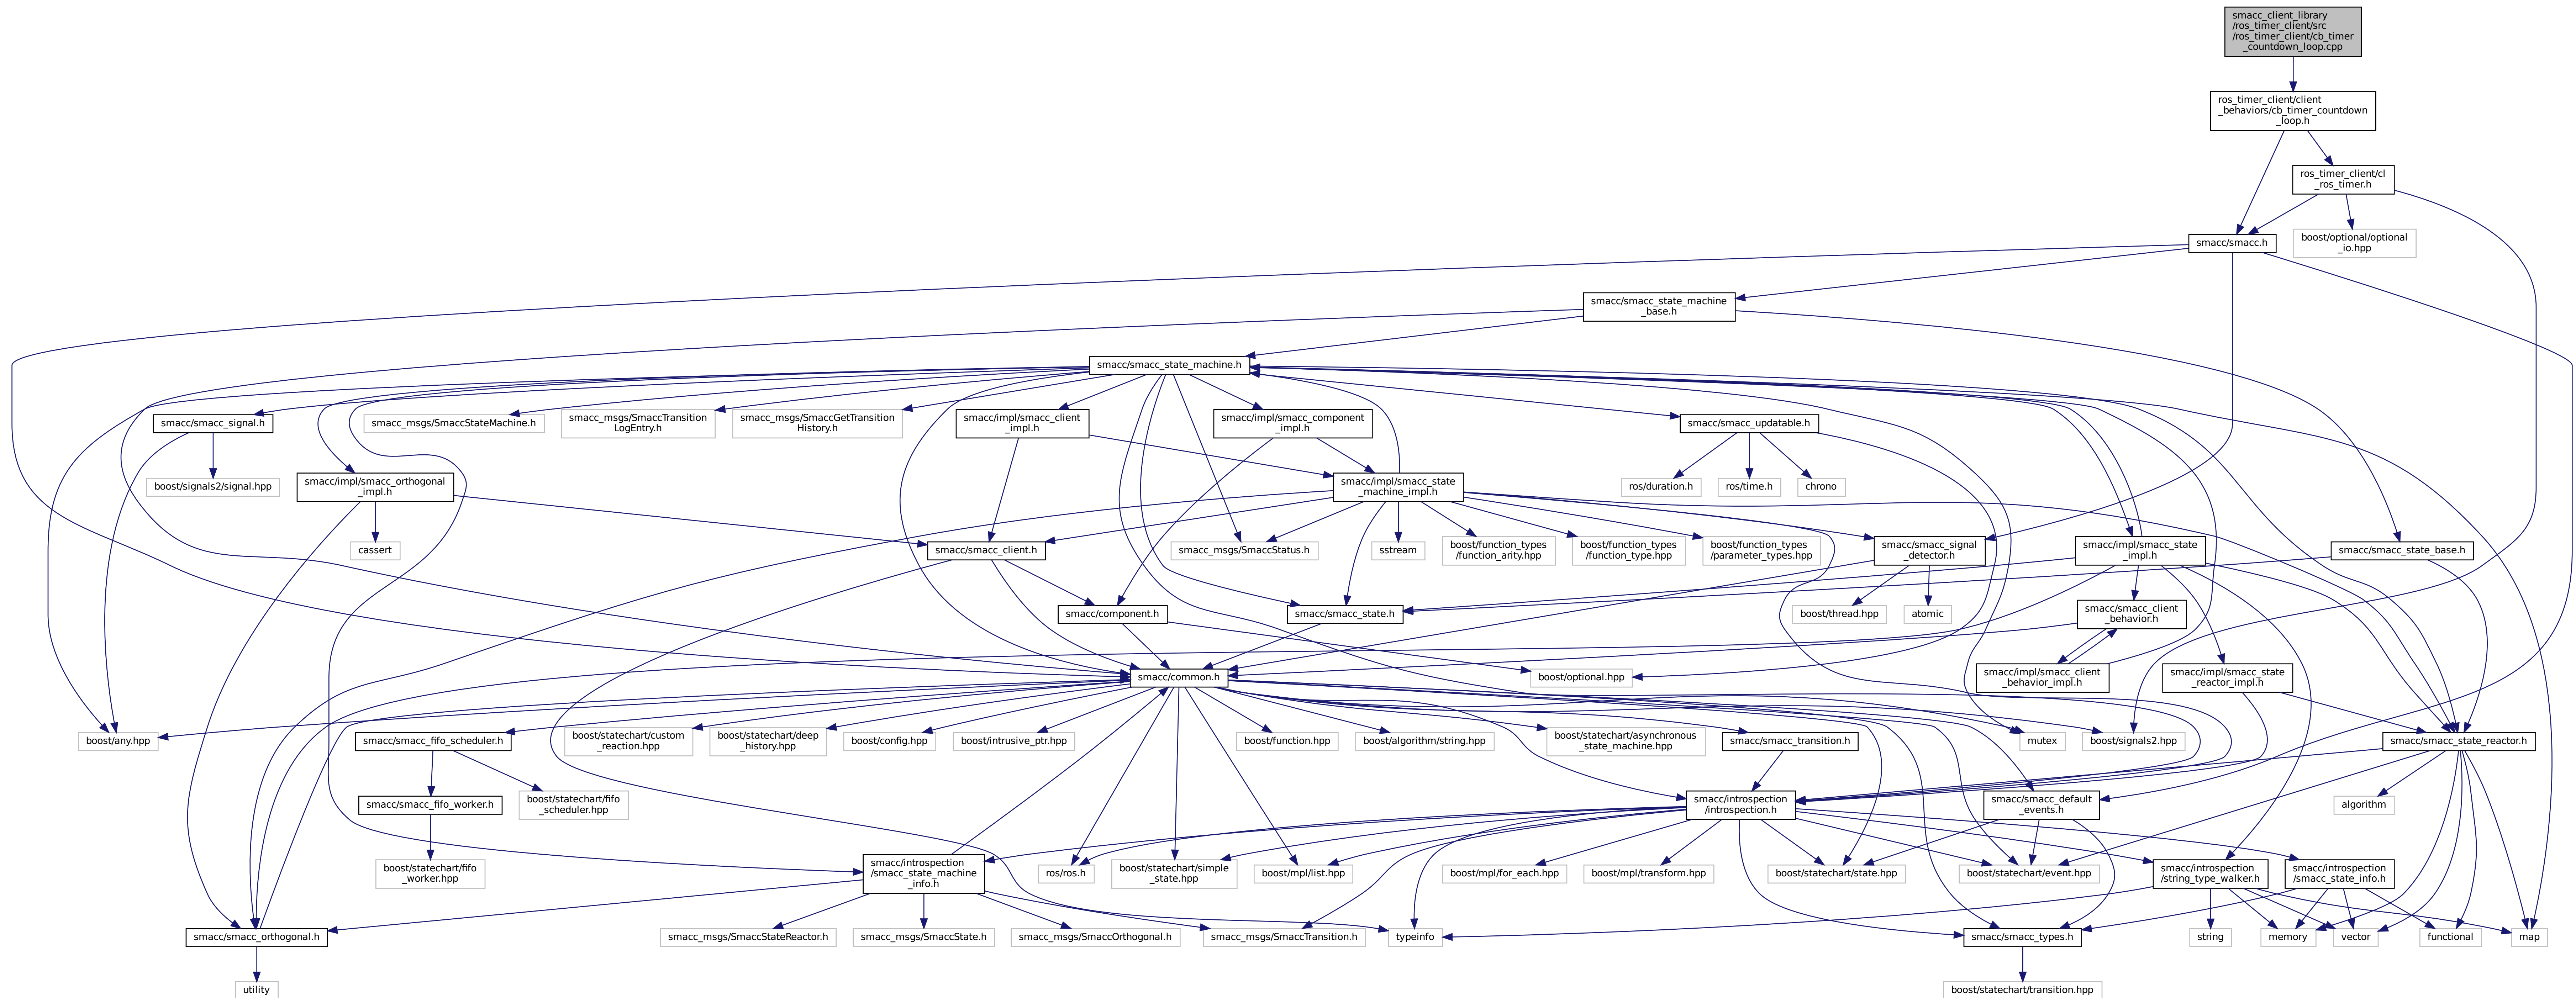 smacc_client_library
/ros_timer_client/src
/ros_timer_client/cb_timer
_countdown_loop.cpp
ros_timer_client/client
_behaviors/cb_timer_countdown
_loop.h
ros_timer_client/cl
_ros_timer.h
smacc/smacc.h
boost/optional/optional
_io.hpp
smacc/smacc_state_machine
_base.h
smacc/smacc_state_machine.h
smacc/smacc_signal.h
smacc_msgs/SmaccStateMachine.h
smacc_msgs/SmaccTransition
LogEntry.h
smacc_msgs/SmaccGetTransition
History.h
smacc/impl/smacc_client
_impl.h
smacc/impl/smacc_component
_impl.h
smacc/smacc_updatable.h
boost/signals2/signal.hpp
smacc/impl/smacc_orthogonal
_impl.h
smacc/impl/smacc_state
_machine_impl.h
ros/duration.h
ros/time.h
chrono
cassert
smacc/smacc_client.h
smacc_msgs/SmaccStatus.h
sstream
boost/function_types
/function_arity.hpp
boost/function_types
/function_type.hpp
boost/function_types
/parameter_types.hpp
smacc/smacc_signal
_detector.h
smacc/impl/smacc_state
_impl.h
smacc/smacc_state_base.h
smacc/component.h
smacc/smacc_state.h
boost/thread.hpp
atomic
smacc/smacc_client
_behavior.h
smacc/common.h
boost/optional.hpp
smacc/impl/smacc_client
_behavior_impl.h
smacc/impl/smacc_state
_reactor_impl.h
boost/any.hpp
smacc/smacc_fifo_scheduler.h
boost/statechart/custom
_reaction.hpp
boost/statechart/deep
_history.hpp
boost/config.hpp
boost/intrusive_ptr.hpp
boost/function.hpp
boost/algorithm/string.hpp
boost/statechart/asynchronous
_state_machine.hpp
smacc/smacc_transition.h
mutex
boost/signals2.hpp
smacc/smacc_state_reactor.h
smacc/smacc_fifo_worker.h
boost/statechart/fifo
_scheduler.hpp
smacc/introspection
/introspection.h
smacc/smacc_default
_events.h
algorithm
boost/statechart/fifo
_worker.hpp
smacc/introspection
/smacc_state_machine
_info.h
ros/ros.h
boost/statechart/simple
_state.hpp
boost/mpl/list.hpp
boost/mpl/for_each.hpp
boost/mpl/transform.hpp
boost/statechart/state.hpp
boost/statechart/event.hpp
smacc/introspection
/string_type_walker.h
smacc/introspection
/smacc_state_info.h
smacc/smacc_orthogonal.h
smacc_msgs/SmaccStateReactor.h
smacc_msgs/SmaccState.h
smacc_msgs/SmaccOrthogonal.h
smacc_msgs/SmaccTransition.h
typeinfo
smacc/smacc_types.h
string
memory
vector
functional
map
utility
boost/statechart/transition.hpp